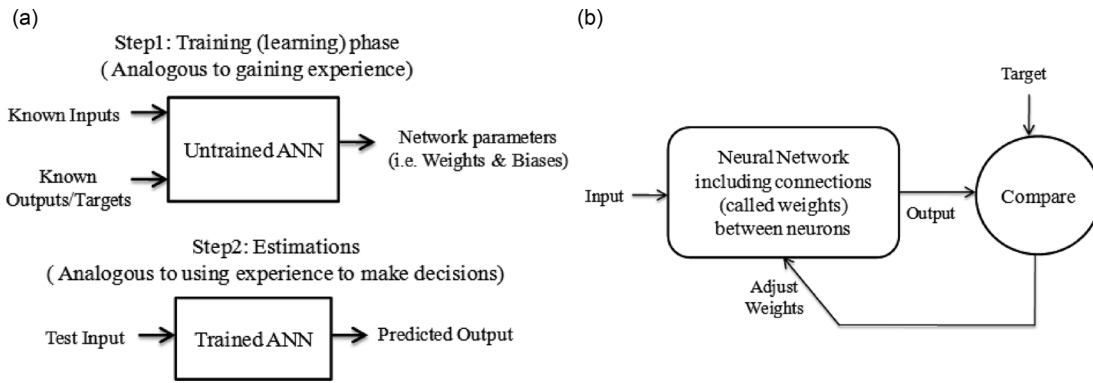 (a)
Step1: Training (learning) phase
( Analogous to gaining experience)
Known Inputs
Known
Outputs/Targets
Untrained ANN
Network parameters
(i.e. Weights & Biases)
Step2: Estimations
( Analogous to using experience to make decisions)
Test Input
Trained ANN
Predicted Output
(b)
Target
Input
Neural Network
including connections
(called weights)
between neurons
Output
Compare
Adjust
Weights